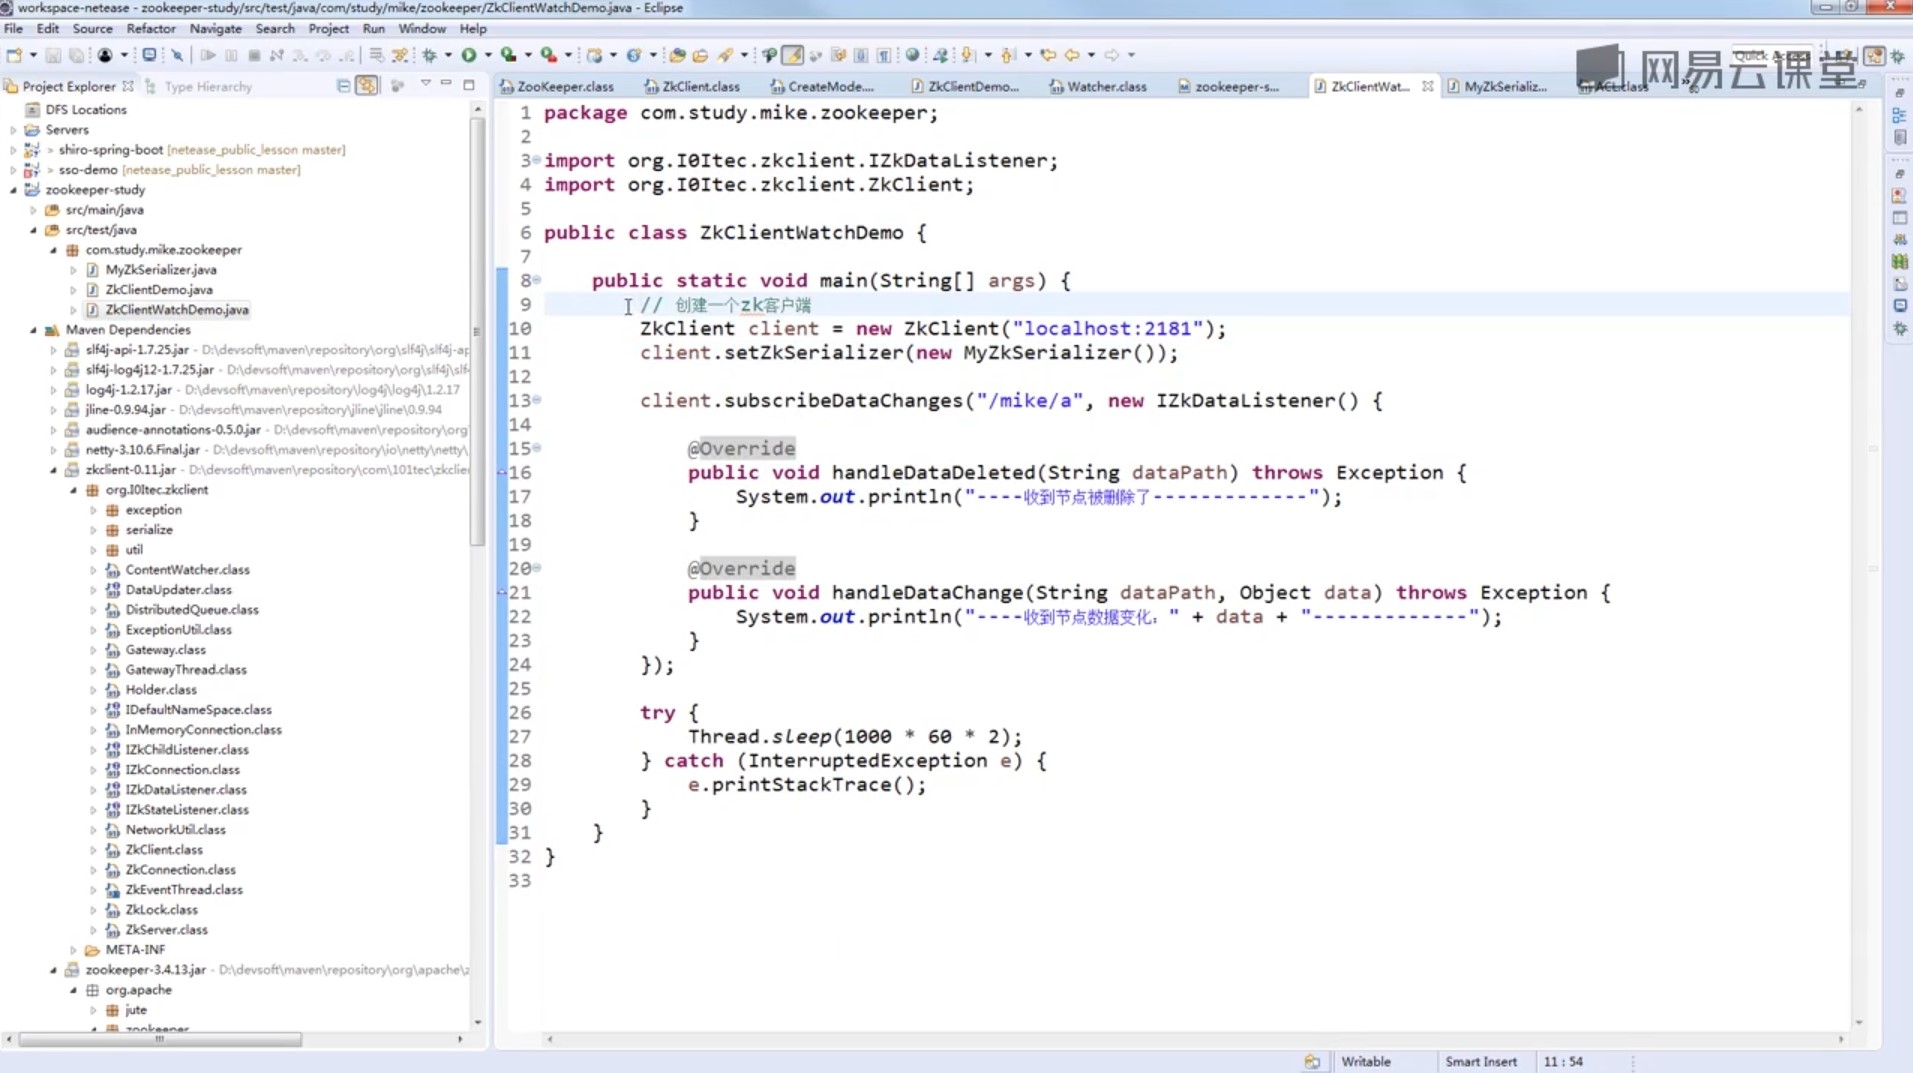 workspace-netease - zookeeper-study/src/test/java/com/study/mike/zookeeper/ZkClientWatchDemo.java - Eclipse
File Edit Source Refactor Navigate Search Project Run Window Help
Quick Access
网易云课堂
Project Explorer Type Hierarchy
ZooKeeper.class ZkClient.class CreateMode.... ZkClientDemo... Watcher.class zookeeper-s... ZkClientWat... MyZkSerializ... ACL.class
DFS Locations
Servers
> shiro-spring-boot [netease_public_lesson master]
> sso-demo [netease_public_lesson master]
zookeeper-study
src/main/java
src/test/java
com.study.mike.zookeeper
MyZkSerializer.java
ZkClientDemo.java
ZkClientWatchDemo.java
Maven Dependencies
slf4j-api-1.7.25.jar - D:\devsoft\maven\repository\org\slf4j\slf4j-ap
slf4j-log4j12-1.7.25.jar - D:\devsoft\maven\repository\org\slf4
log4j-1.2.17.jar - D:\devsoft\maven\repository\log4j\log4j\1.2.17
jline-0.9.94.jar - D:\devsoft\maven\repository\jline\jline\0.9.94
audience-annotations-0.5.0.jar - D:\devsoft\maven\repository\org
netty-3.10.6.Final.jar - D:\devsoft\maven\repository\io\netty\netty\
zkclient-0.11.jar - D:\devsoft\maven\repository\com\101tec\zkclie
org.I0Itec.zkclient
exception
serialize
util
ContentWatcher.class
DataUpdater.class
DistributedQueue.class
ExceptionUtil.class
Gateway.class
GatewayThread.class
Holder.class
IDefaultNameSpace.class
InMemoryConnection.class
IZkChildListener.class
IZkConnection.class
IZkDataListener.class
IZkStateListener.class
NetworkUtil.class
ZkClient.class
ZkConnection.class
ZkEventThread.class
ZkLock.class
ZkServer.class
META-INF
zookeeper-3.4.13.jar - D:\devsoft\maven\repository\org\apache\z
org.apache
jute
zookeeper
1 package com.study.mike.zookeeper;
2
3 import org.I0Itec.zkclient.IZkDataListener;
4 import org.I0Itec.zkclient.ZkClient;
5
6 public class ZkClientWatchDemo {
7
8 public static void main(String[] args) {
9 // 创建一个zk客户端
10 ZkClient client = new ZkClient("localhost:2181");
11 client.setZkSerializer(new MyZkSerializer());
12
13 client.subscribeDataChanges("/mike/a", new IZkDataListener() {
14
15 @Override
16 public void handleDataDeleted(String dataPath) throws Exception {
17 System.out.println("----收到节点被删除了-------------");
18 }
19
20 @Override
21 public void handleDataChange(String dataPath, Object data) throws Exception {
22 System.out.println("----收到节点数据变化：" + data + "-------------");
23 }
24 });
25
26 try {
27 Thread.sleep(1000 * 60 * 2);
28 } catch (InterruptedException e) {
29 e.printStackTrace();
30 }
31 }
32 }
33
Writable Smart Insert 11 : 54